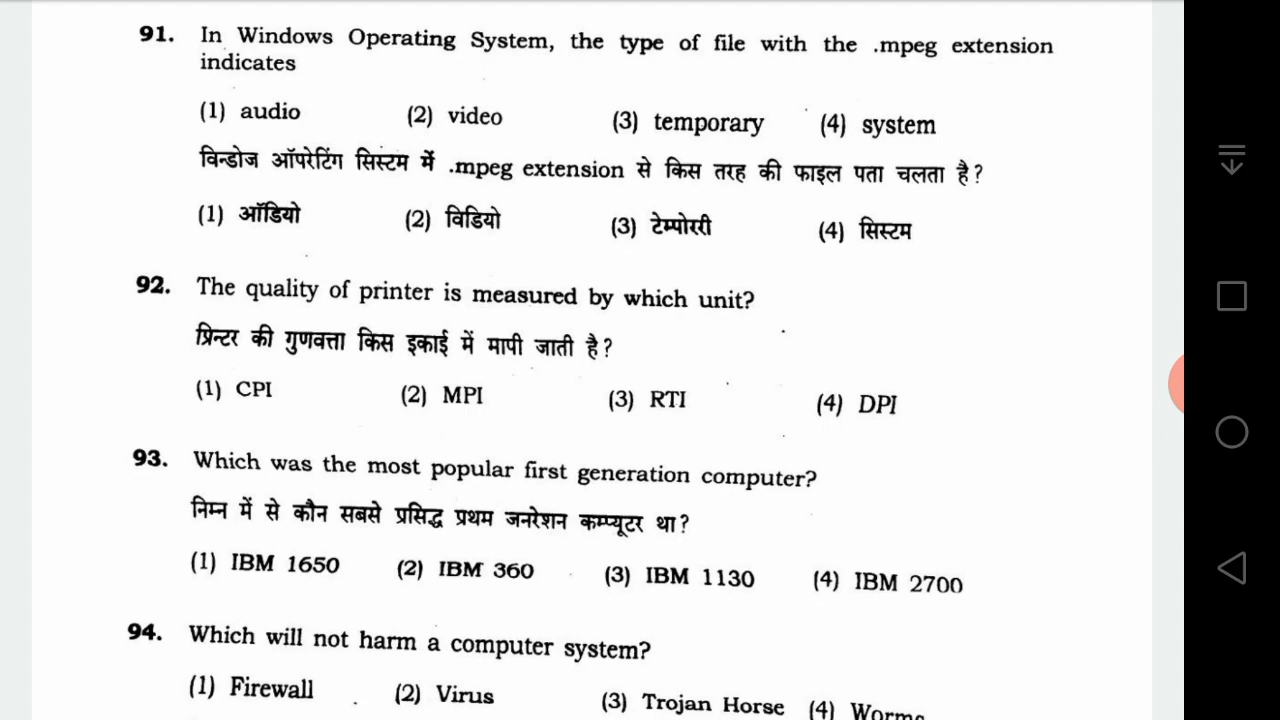 91. In Windows Operating System, the type of file with the .mpeg extension
indicates
(1) audio (2) video (3) temporary (4) system
विन्डोज ऑपरेटिंग सिस्टम में .mpeg extension से किस तरह की फाइल पता चलता है?
(1) ऑडियो (2) विडियो (3) टेम्पोररी (4) सिस्टम
92. The quality of printer is measured by which unit?
प्रिन्टर की गुणवत्ता किस इकाई में मापी जाती है?
(1) CPI (2) MPI (3) RTI (4) DPI
93. Which was the most popular first generation computer?
निम्न में से कौन सबसे प्रसिद्ध प्रथम जनरेशन कम्प्यूटर था?
(1) IBM 1650 (2) IBM 360 (3) IBM 1130 (4) IBM 2700
94. Which will not harm a computer system?
(1) Firewall (2) Virus (3) Trojan Horse (4) Worms